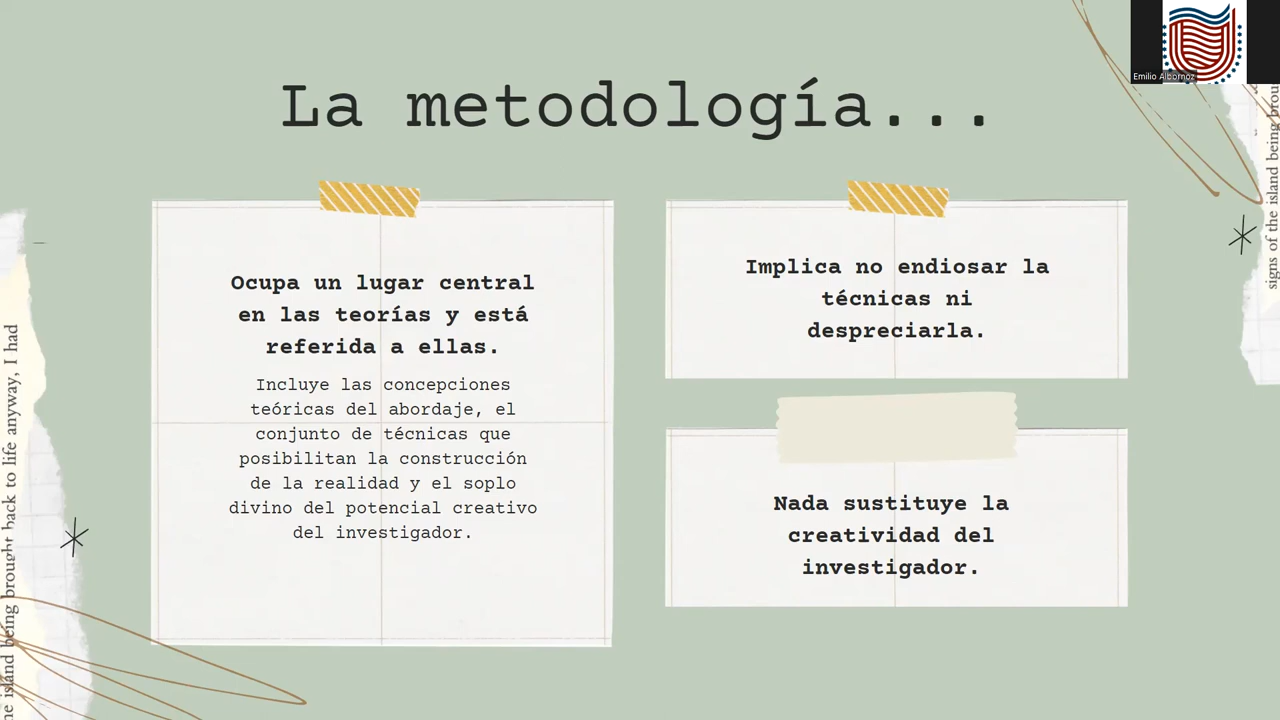 La metodología...
Ocupa un lugar central
en las teorías y está
referida a ellas.
Incluye las concepciones
teóricas del abordaje, el
conjunto de técnicas que
posibilitan la construcción
de la realidad y el soplo
divino del potencial creativo
del investigador.
Implica no endiosar la
técnicas ni
despreciarla.
Nada sustituye la
creatividad del
investigador.
Emilio Albornoz
signs of the island being brou
island being brought back to life anyway, I had